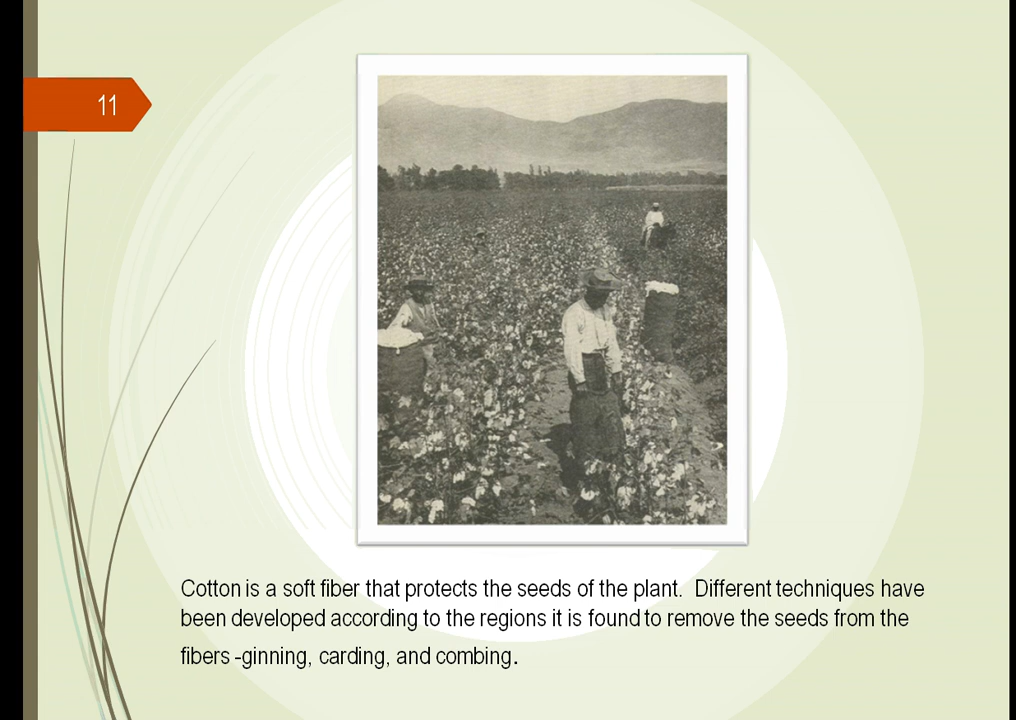 11
Cotton is a soft fiber that protects the seeds of the plant.  Different techniques have
been developed according to the regions it is found to remove the seeds from the
fibers -ginning, carding, and combing.